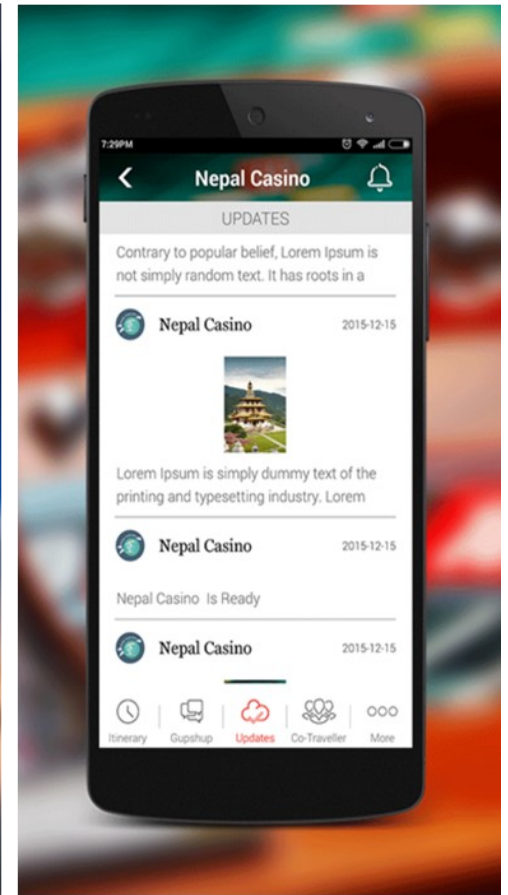 7:29PM
Nepal Casino
UPDATES
Contrary to popular belief, Lorem Ipsum is
not simply random text. It has roots in a
Nepal Casino 2015-12-15
Lorem Ipsum is simply dummy text of the
printing and typesetting industry. Lorem
Nepal Casino 2015-12-15
Nepal Casino Is Ready
Nepal Casino 2015-12-15
Itinerary Gupshup Updates Co-Traveller More